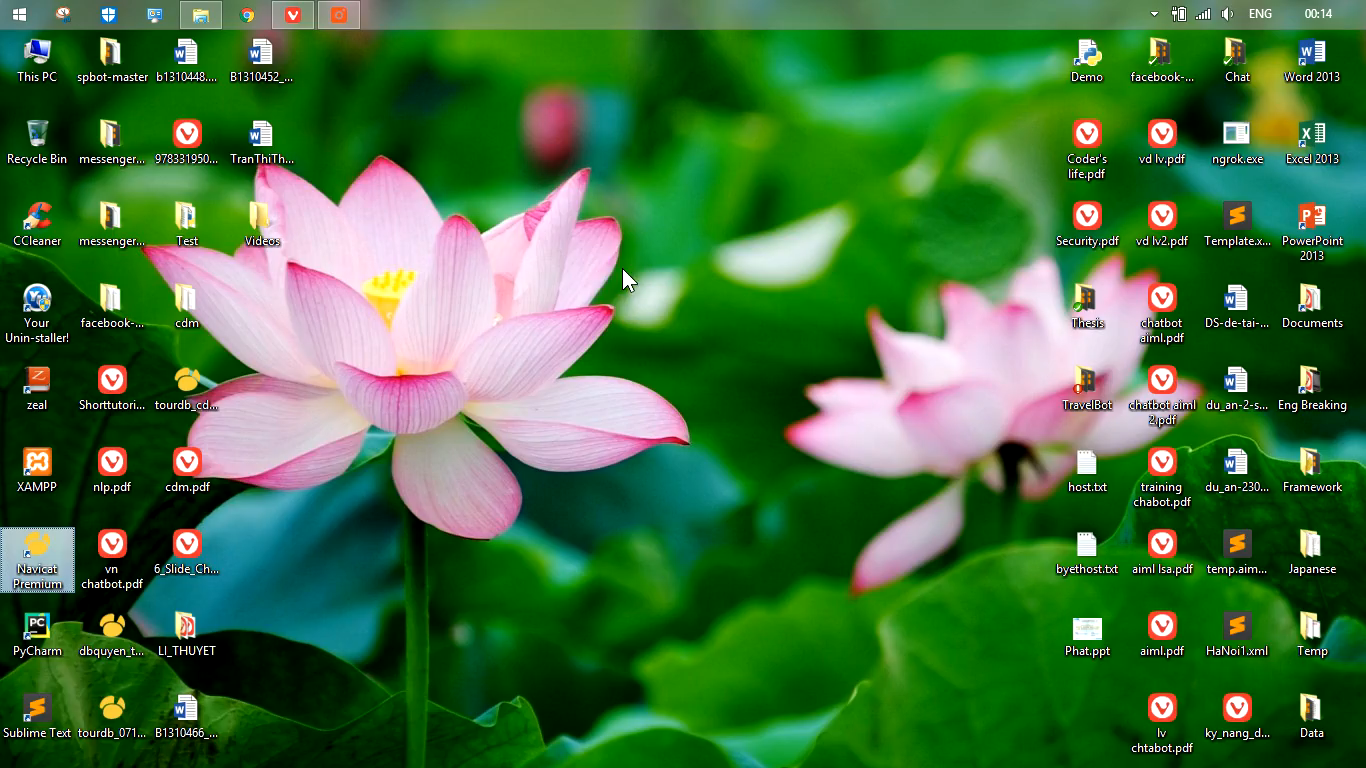 ENG
00:14
This PC
spbot-master
b1310448....
B1310452_...
Demo
facebook-...
Chat
Word 2013
Recycle Bin
messenger...
978331950...
TranThiTh...
Coder's
life.pdf
vd lv.pdf
ngrok.exe
Excel 2013
CCleaner
messenger...
Test
Videos
Security.pdf
vd lv2.pdf
Template.x...
PowerPoint
2013
Your
Unin-staller!
facebook-...
cdm
Thesis
chatbot
aiml.pdf
DS-de-tai-...
Documents
zeal
Shorttutori...
tourdb_cd...
TravelBot
chatbot aiml
2.pdf
du_an-2-s...
Eng Breaking
XAMPP
nlp.pdf
cdm.pdf
host.txt
training
chabot.pdf
du_an-230...
Framework
Navicat
Premium
vn
chatbot.pdf
6_Slide_Ch...
byethost.txt
aiml lsa.pdf
temp.aim...
Japanese
PyCharm
dbquyen_t...
LI_THUYET
Phat.ppt
aiml.pdf
HaNoi1.xml
Temp
Sublime Text
tourdb_071...
B1310466_...
lv
chtabot.pdf
ky_nang_d...
Data